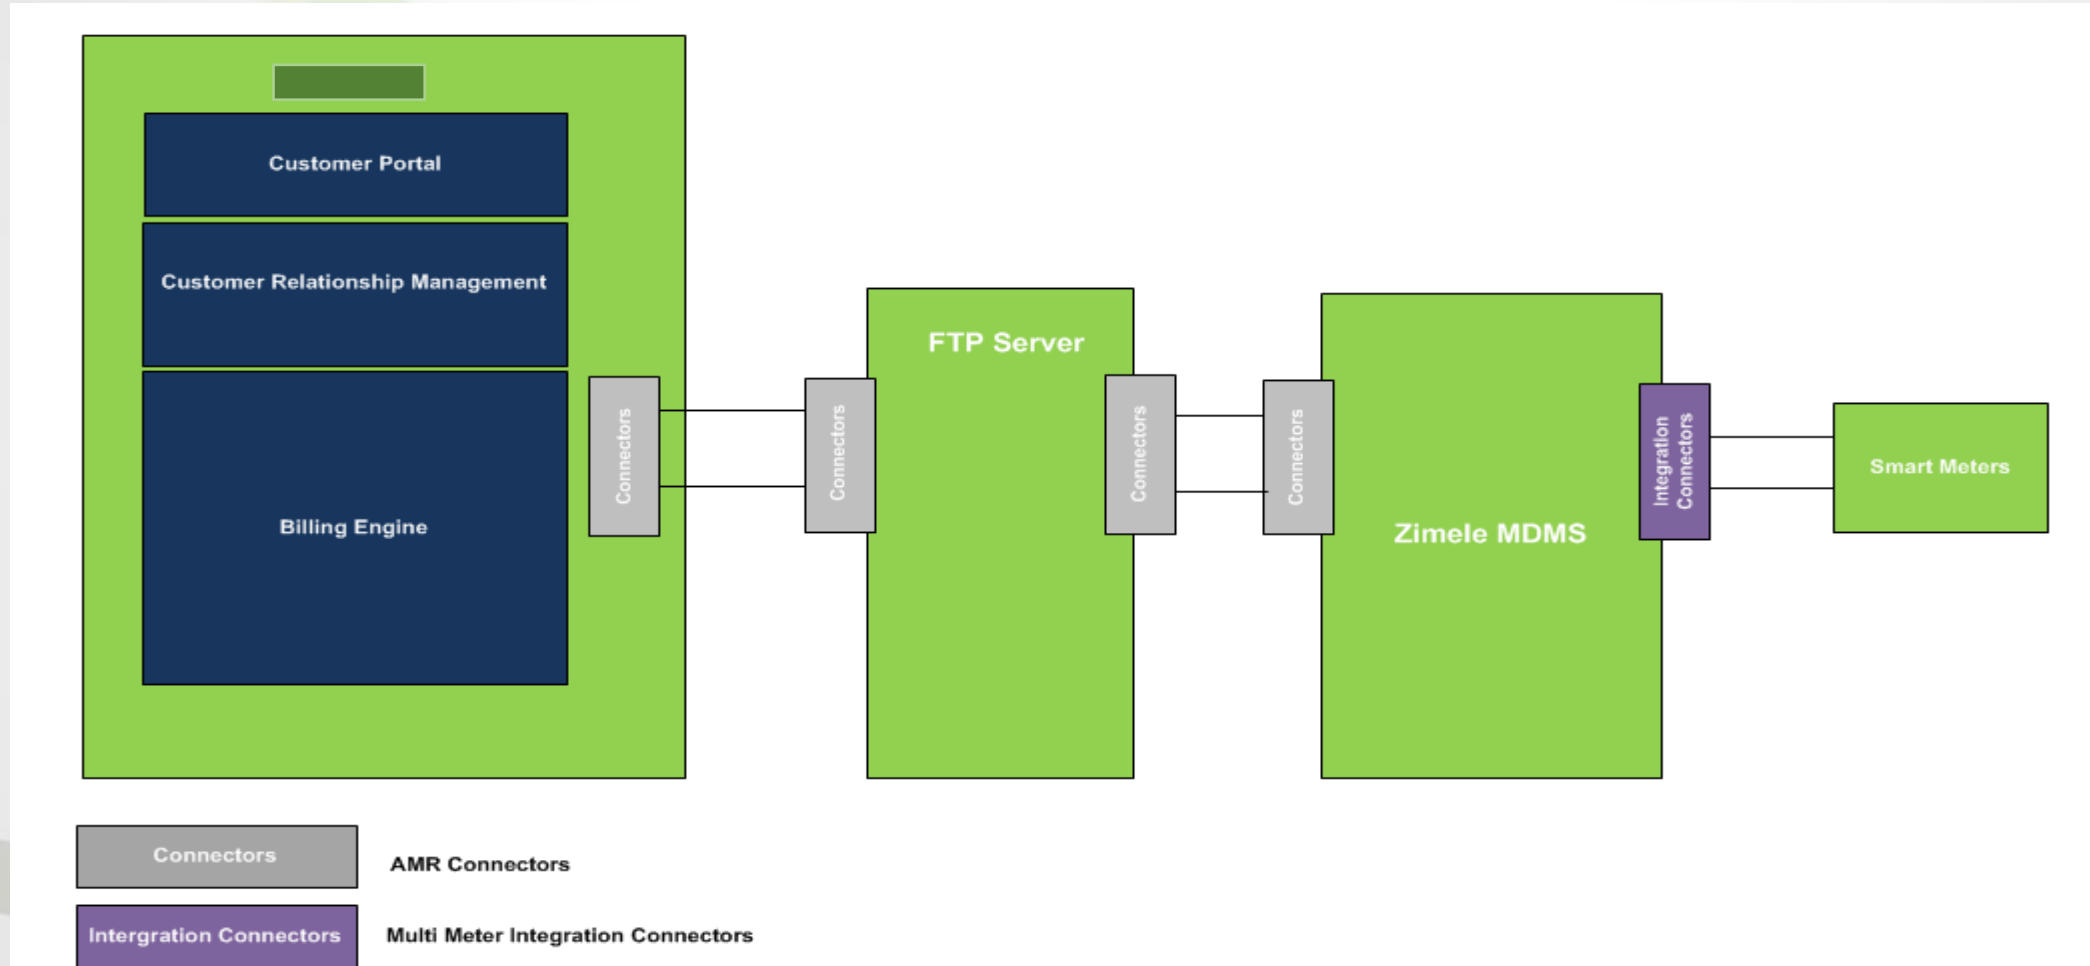 Customer Portal
Customer Relationship Management
Billing Engine
Connectors
Connectors
FTP Server
Connectors
Connectors
Zimele MDMS
Integration
Connectors
Smart Meters
Connectors
AMR Connectors
Intergration Connectors
Multi Meter Integration Connectors